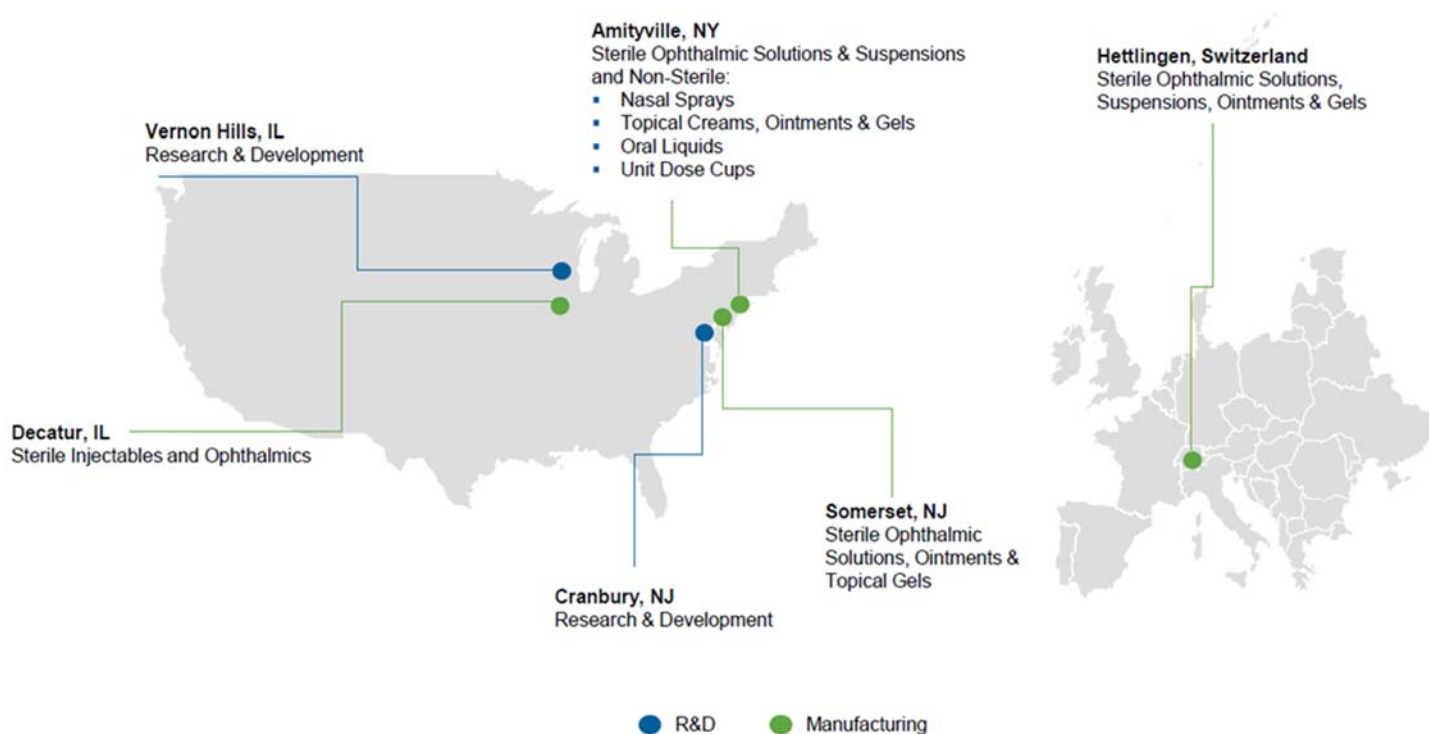 Amityville, NY
Sterile Ophthalmic Solutions & Suspensions
and Non-Sterile:
▪ Nasal Sprays
▪ Topical Creams, Ointments & Gels
▪ Oral Liquids
▪ Unit Dose Cups
Hettlingen, Switzerland
Sterile Ophthalmic Solutions,
Suspensions, Ointments & Gels
Vernon Hills, IL
Research & Development
Decatur, IL
Sterile Injectables and Ophthalmics
Somerset, NJ
Sterile Ophthalmic
Solutions, Ointments &
Topical Gels
Cranbury, NJ
Research & Development
R&D
Manufacturing